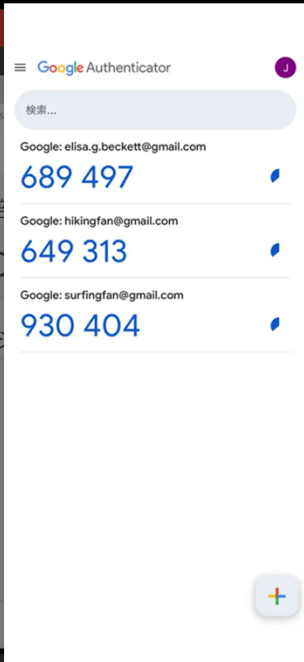 Google Authenticator
J
検索...
Google: elisa.g.beckett@gmail.com
689 497
Google: hikingfan@gmail.com
649 313
Google: surfingfan@gmail.com
930 404